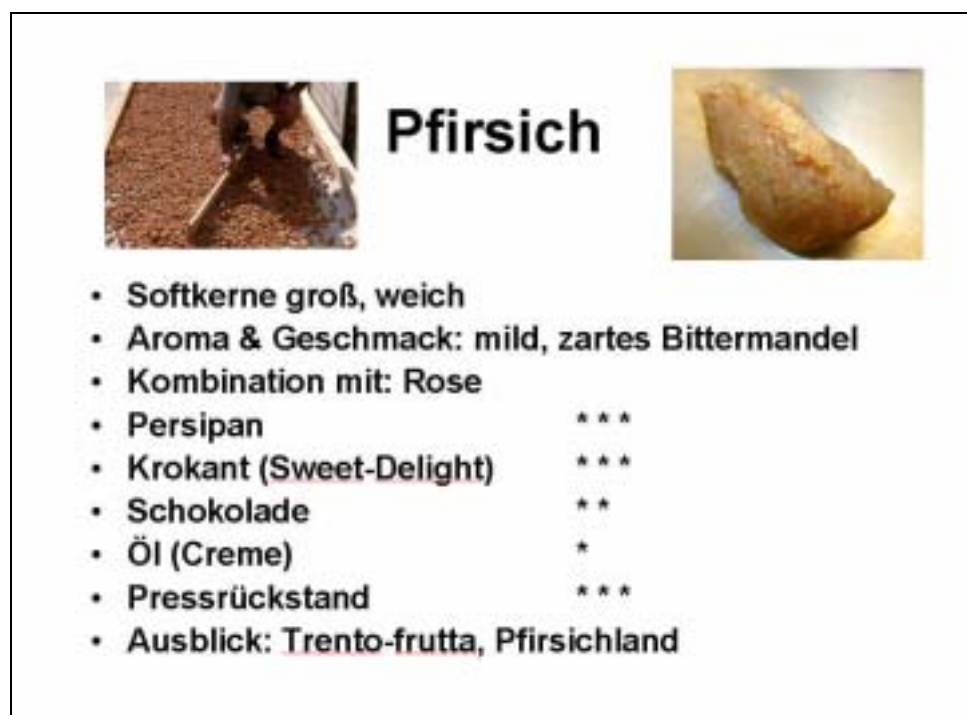 Pfirsich
• Softkerne groß, weich
• Aroma & Geschmack: mild, zartes Bittermandel
• Kombination mit: Rose
• Persipan * * *
• Krokant (Sweet-Delight) * * *
• Schokolade * *
• Öl (Creme) *
• Pressrückstand * * *
• Ausblick: Trento-frutta, Pfirsichland